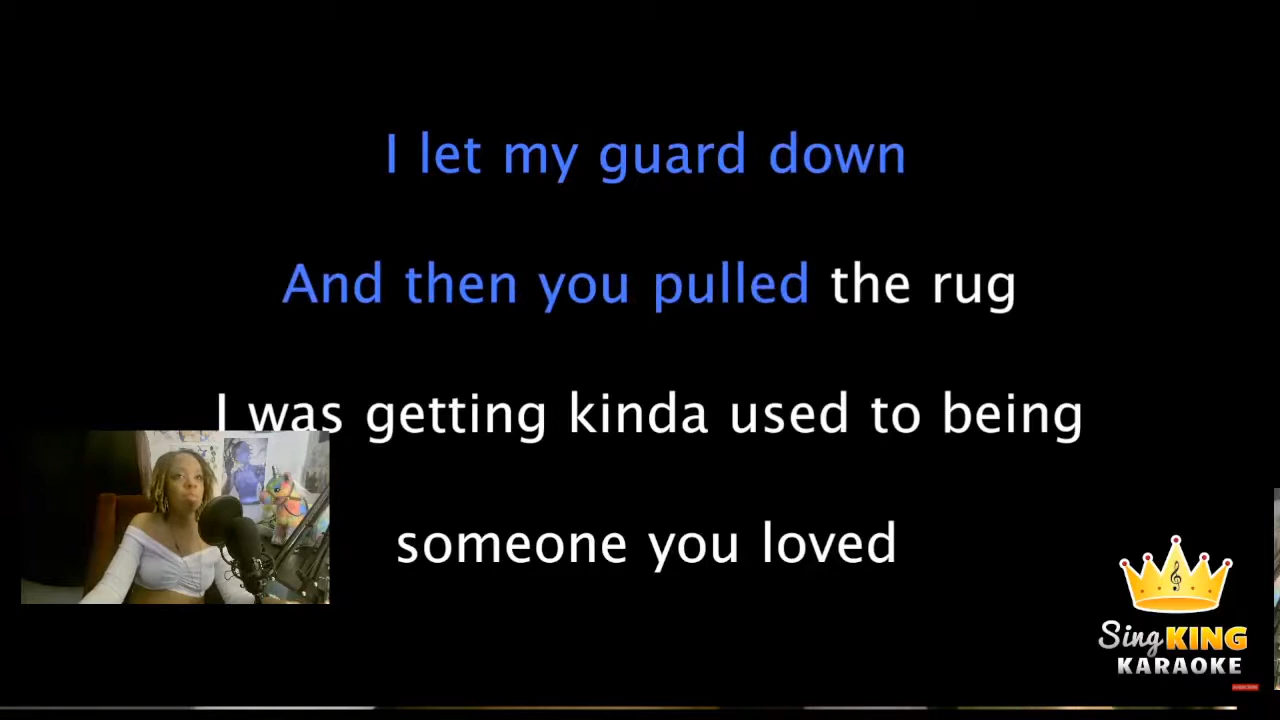 I let my guard down
And then you pulled the rug
I was getting kinda used to being
someone you loved
Sing KING
KARAOKE